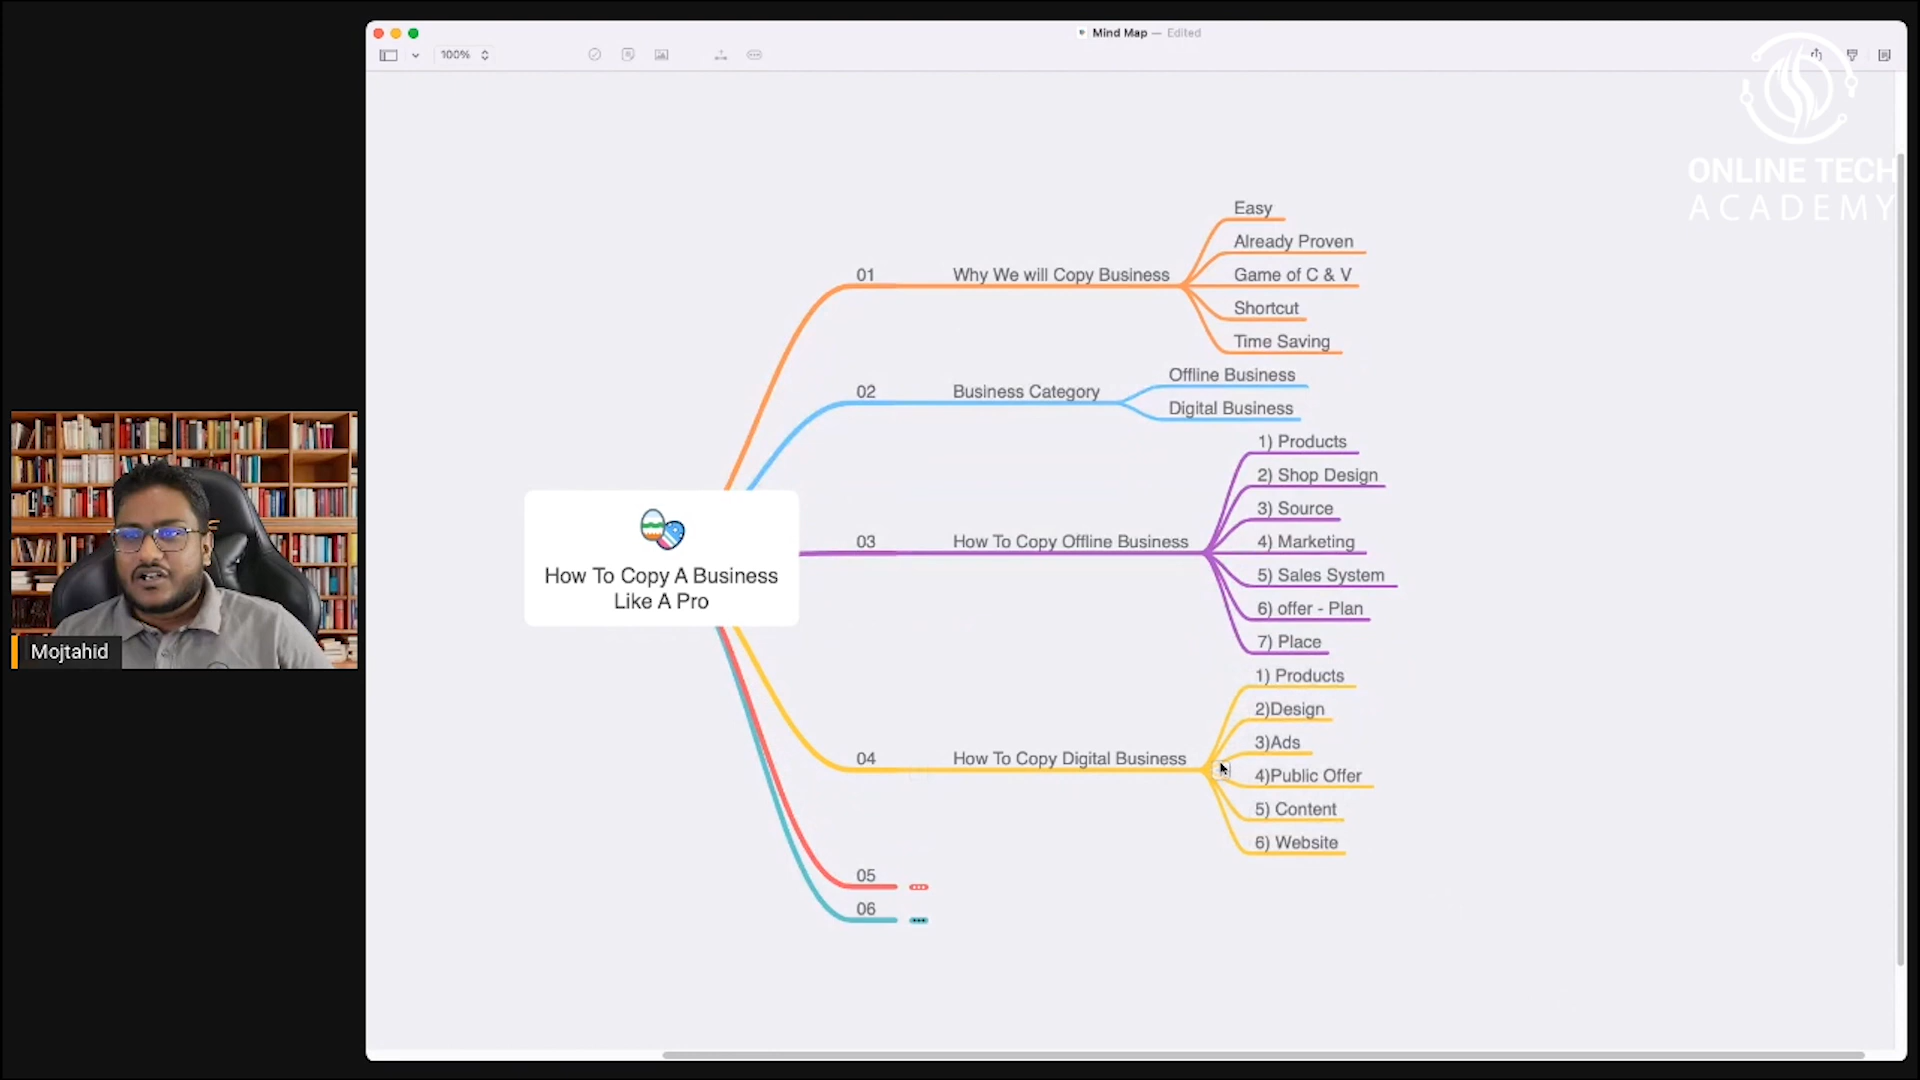 Mind Map — Edited
100%
ONLINE TECH
ACADEMY
01
Why We will Copy Business
Easy
Already Proven
Game of C & V
Shortcut
Time Saving
02
Business Category
Offline Business
Digital Business
How To Copy A Business
Like A Pro
03
How To Copy Offline Business
1) Products
2) Shop Design
3) Source
4) Marketing
5) Sales System
6) offer - Plan
7) Place
04
How To Copy Digital Business
1) Products
2)Design
3)Ads
4)Public Offer
5) Content
6) Website
05
06
Mojtahid